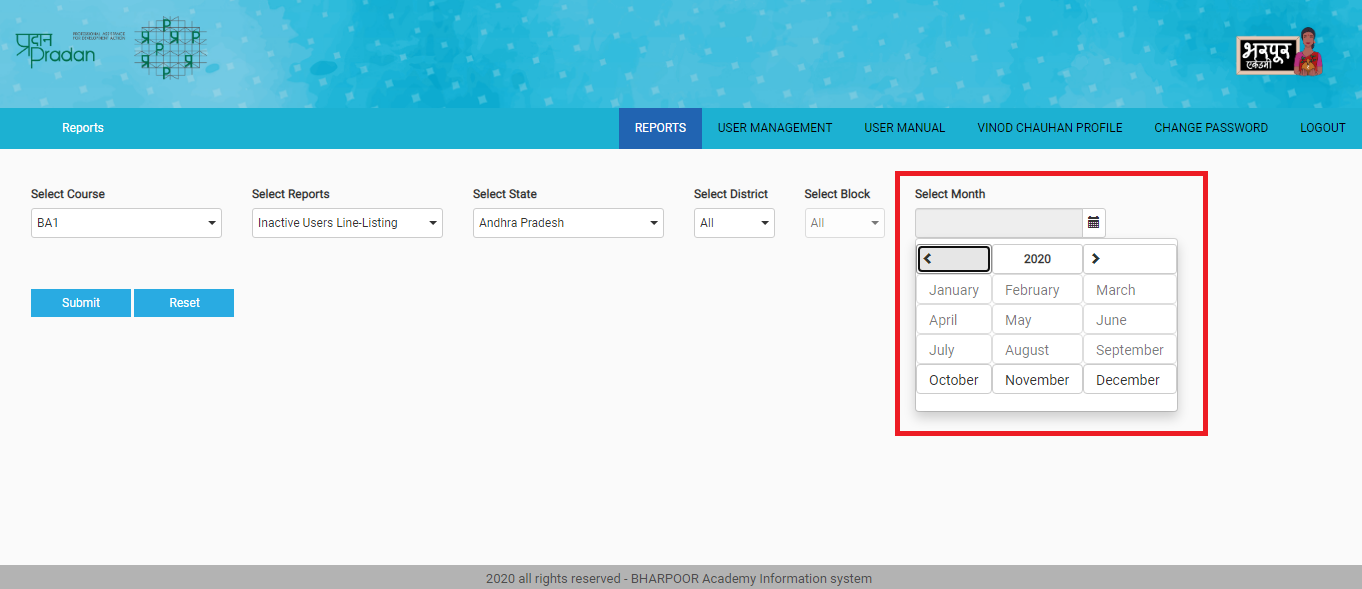 प्रदान
Pradan
PROFESSIONAL ASSISTANCE
FOR DEVELOPMENT ACTION
भरपूर
एकेडमी
Reports
REPORTS USER MANAGEMENT USER MANUAL VINOD CHAUHAN PROFILE CHANGE PASSWORD LOGOUT
Select Course Select Reports Select State Select District Select Block Select Month
BA1 Inactive Users Line-Listing Andhra Pradesh All All
2020
January February March
Submit Reset
April May June
July August September
October November December
2020 all rights reserved - BHARPOOR Academy Information system